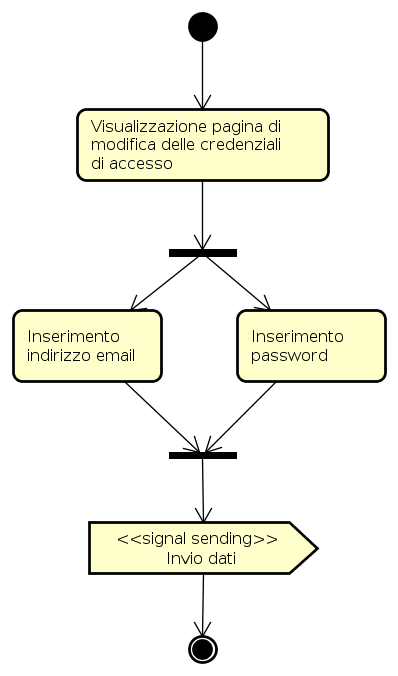 Visualizzazione pagina di
modifica delle credenziali
di accesso
Inserimento
indirizzo email
Inserimento
password
<<signal sending>>
Invio dati